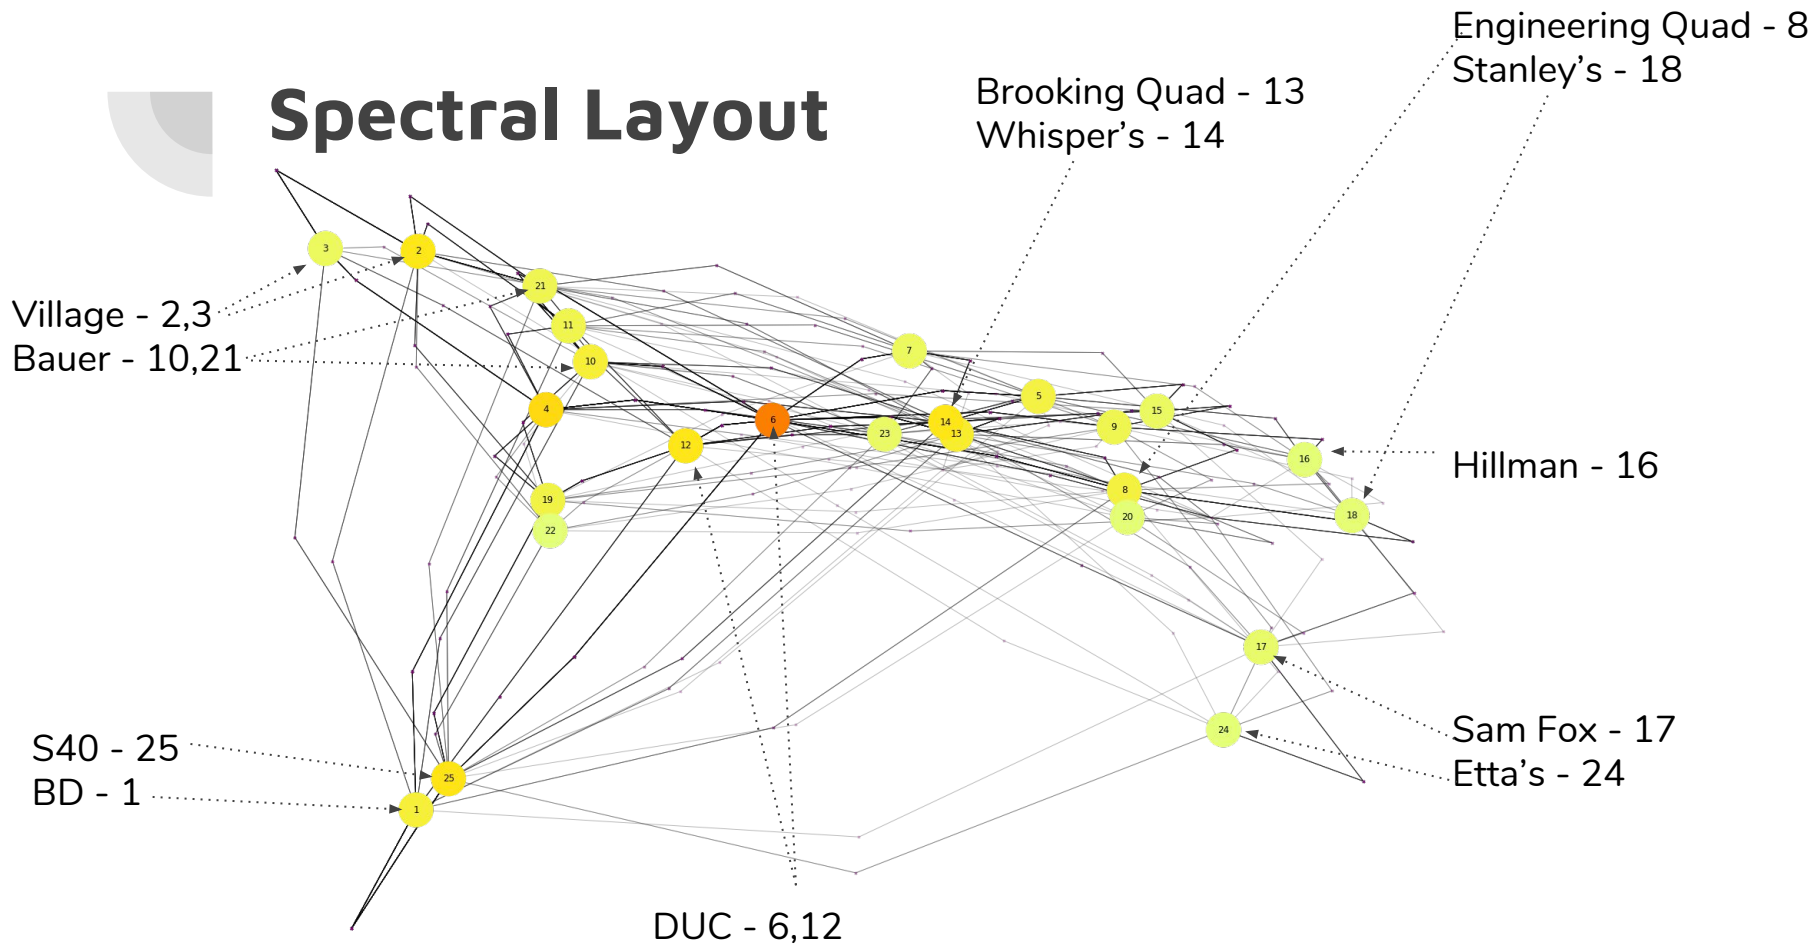 Engineering Quad - 8
Stanley's - 18
Brooking Quad - 13
Whisper's - 14
Spectral Layout
3
2
21
11
10
7
4
5
15
6
14
13
9
23
12
16
8
19
18
20
22
17
24
25
1
Village - 2,3
Bauer - 10,21
Hillman - 16
S40 - 25
BD - 1
Sam Fox - 17
Etta's - 24
DUC - 6,12